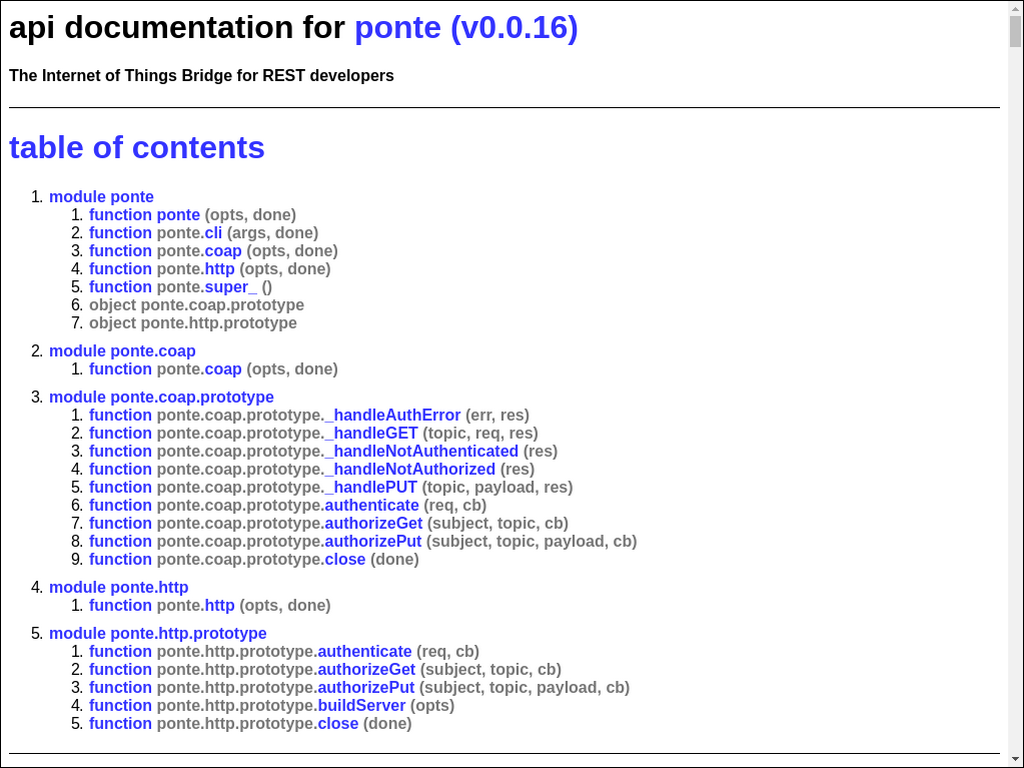 api documentation for ponte (v0.0.16)
The Internet of Things Bridge for REST developers
table of contents
1. module ponte
1. function ponte (opts, done)
2. function ponte.cli (args, done)
3. function ponte.coap (opts, done)
4. function ponte.http (opts, done)
5. function ponte.super_ ()
6. object ponte.coap.prototype
7. object ponte.http.prototype
2. module ponte.coap
1. function ponte.coap (opts, done)
3. module ponte.coap.prototype
1. function ponte.coap.prototype._handleAuthError (err, res)
2. function ponte.coap.prototype._handleGET (topic, req, res)
3. function ponte.coap.prototype._handleNotAuthenticated (res)
4. function ponte.coap.prototype._handleNotAuthorized (res)
5. function ponte.coap.prototype._handlePUT (topic, payload, res)
6. function ponte.coap.prototype.authenticate (req, cb)
7. function ponte.coap.prototype.authorizeGet (subject, topic, cb)
8. function ponte.coap.prototype.authorizePut (subject, topic, payload, cb)
9. function ponte.coap.prototype.close (done)
4. module ponte.http
1. function ponte.http (opts, done)
5. module ponte.http.prototype
1. function ponte.http.prototype.authenticate (req, cb)
2. function ponte.http.prototype.authorizeGet (subject, topic, cb)
3. function ponte.http.prototype.authorizePut (subject, topic, payload, cb)
4. function ponte.http.prototype.buildServer (opts)
5. function ponte.http.prototype.close (done)